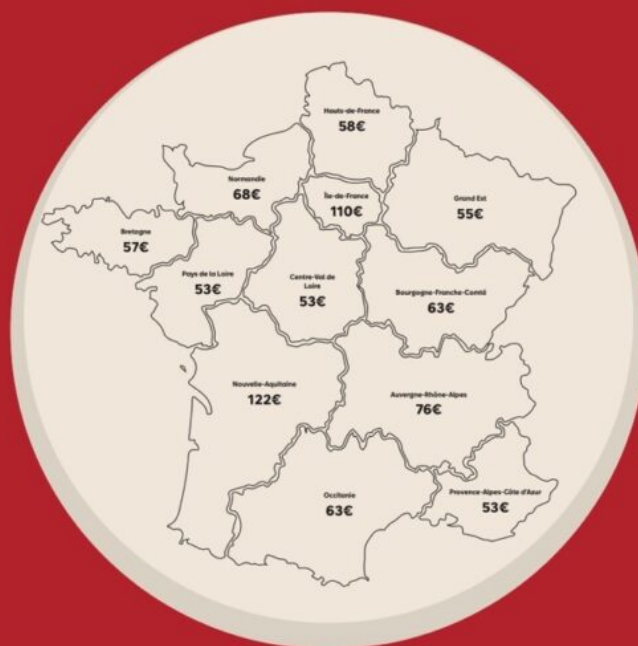 Hauts-de-France
58€
Normandie
68€
Île-de-France
110€
Grand Est
55€
Bretagne
57€
Pays de la Loire
53€
Centre-Val de
Loire
53€
Bourgogne-Franche-Comté
63€
Nouvelle-Aquitaine
122€
Auvergne-Rhône-Alpes
76€
Occitanie
63€
Provence-Alpes-Côte d'Azur
53€